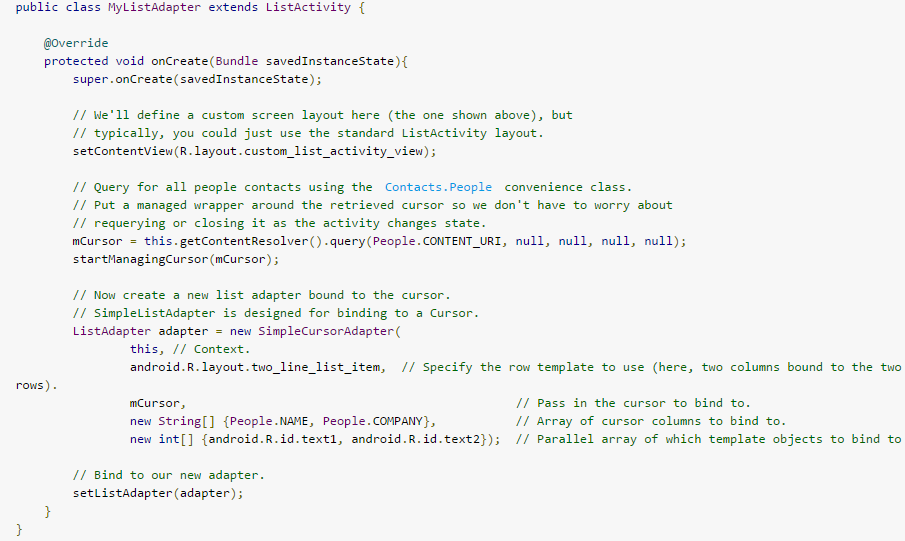 public class MyListAdapter extends ListActivity {
@Override
protected void onCreate(Bundle savedInstanceState){
super.onCreate(savedInstanceState);
// We'll define a custom screen layout here (the one shown above), but
// typically, you could just use the standard ListActivity layout.
setContentView(R.layout.custom_list_activity_view);
// Query for all people contacts using the Contacts.People convenience class.
// Put a managed wrapper around the retrieved cursor so we don't have to worry about
// requerying or closing it as the activity changes state.
mCursor = this.getContentResolver().query(People.CONTENT_URI, null, null, null, null);
startManagingCursor(mCursor);
// Now create a new list adapter bound to the cursor.
// SimpleListAdapter is designed for binding to a Cursor.
ListAdapter adapter = new SimpleCursorAdapter(
this, // Context.
android.R.layout.two_line_list_item, // Specify the row template to use (here, two columns bound to the two
rows).
mCursor, // Pass in the cursor to bind to.
new String[] {People.NAME, People.COMPANY}, // Array of cursor columns to bind to.
new int[] {android.R.id.text1, android.R.id.text2}); // Parallel array of which template objects to bind to
// Bind to our new adapter.
setListAdapter(adapter);
}
}